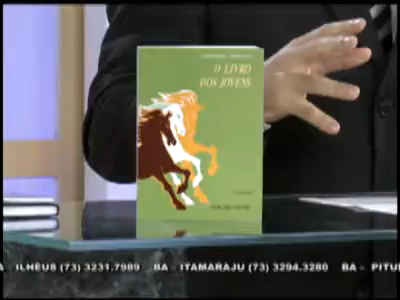 O LIVRO
DOS JOVENS
A ILHÉUS (73) 3231.7989 BA - ITAMARAJU (73) 3294.3280 BA - PITU